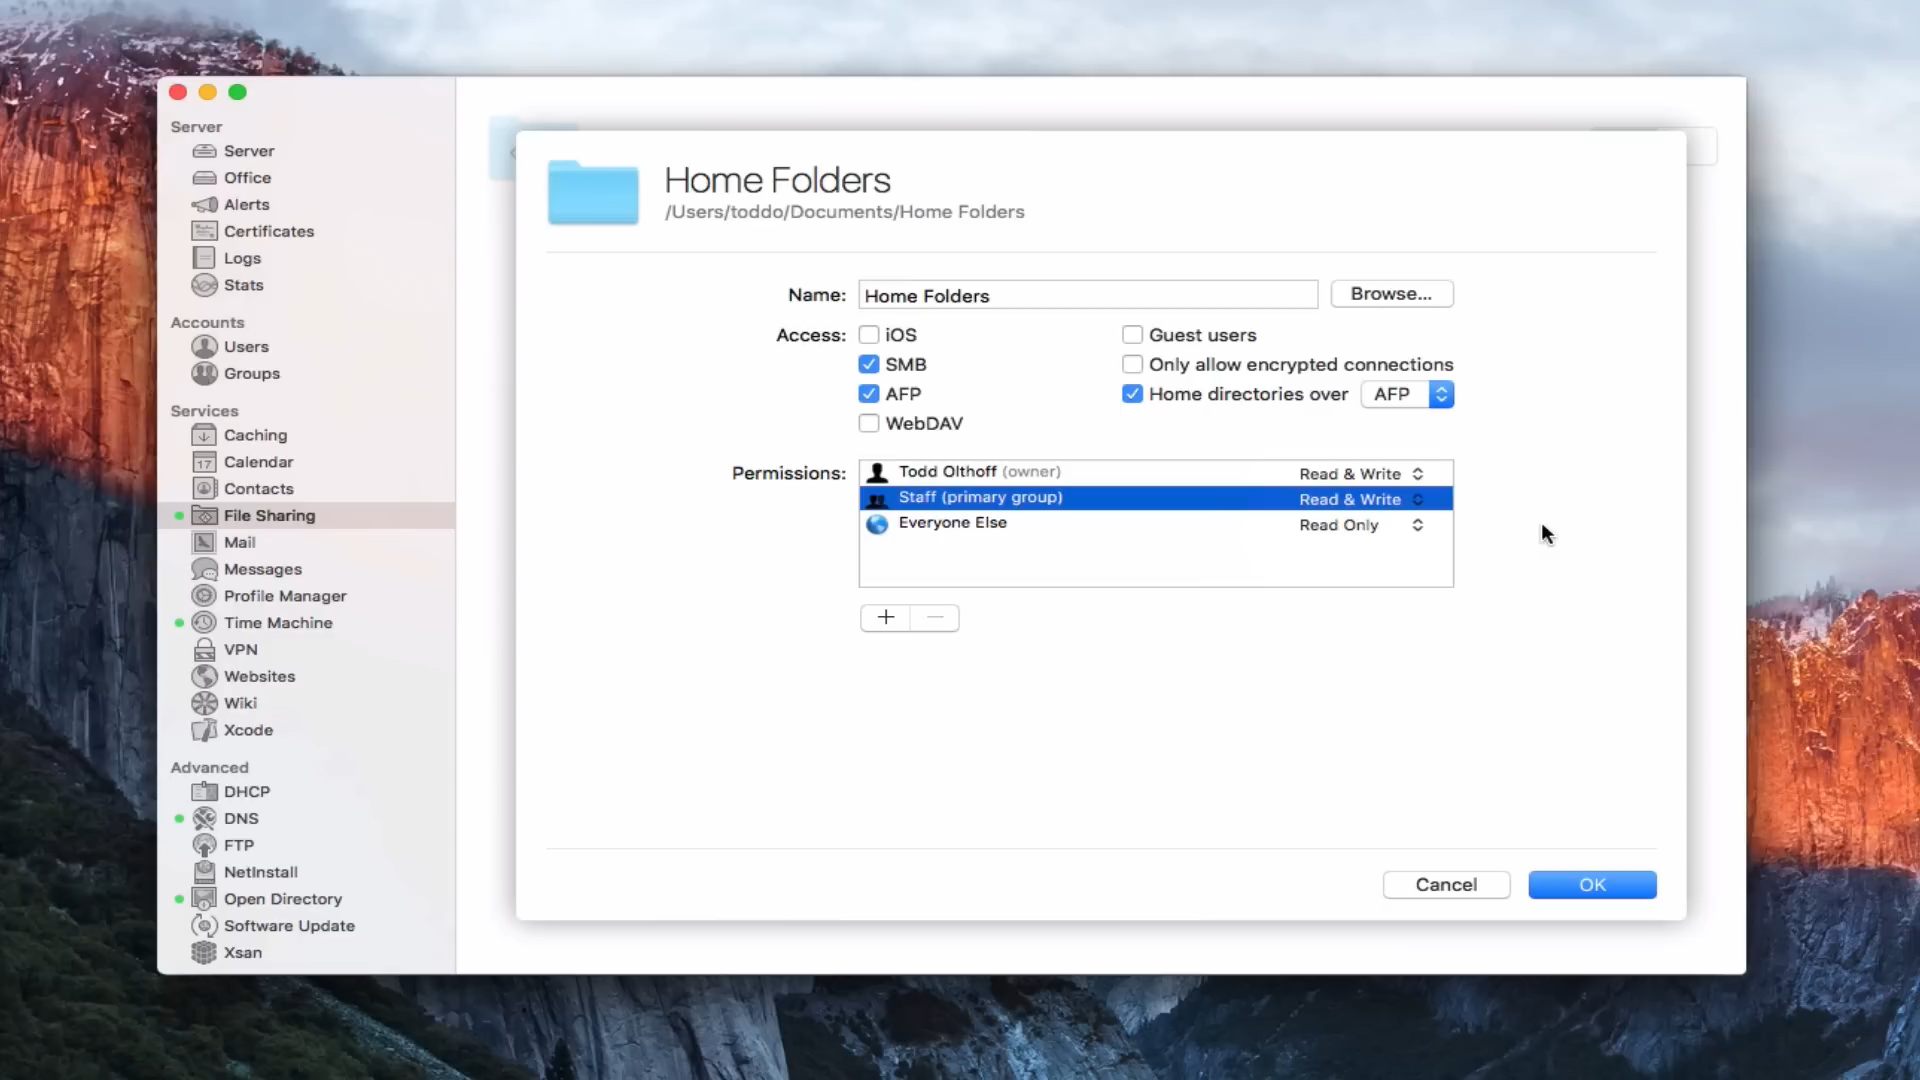 Server
Server
Office
Alerts
Certificates
Logs
Stats
Accounts
Users
Groups
Services
Caching
17 Calendar
Contacts
File Sharing
Mail
Messages
Profile Manager
Time Machine
VPN
Websites
Wiki
Xcode
Advanced
DHCP
DNS
FTP
NetInstall
Open Directory
Software Update
Xsan
Home Folders
/Users/toddo/Documents/Home Folders
Name: Home Folders Browse...
Access: iOS Guest users
SMB Only allow encrypted connections
AFP Home directories over AFP
WebDAV
Permissions: Todd Olthoff (owner) Read & Write
Staff (primary group) Read & Write
Everyone Else Read Only
Cancel OK